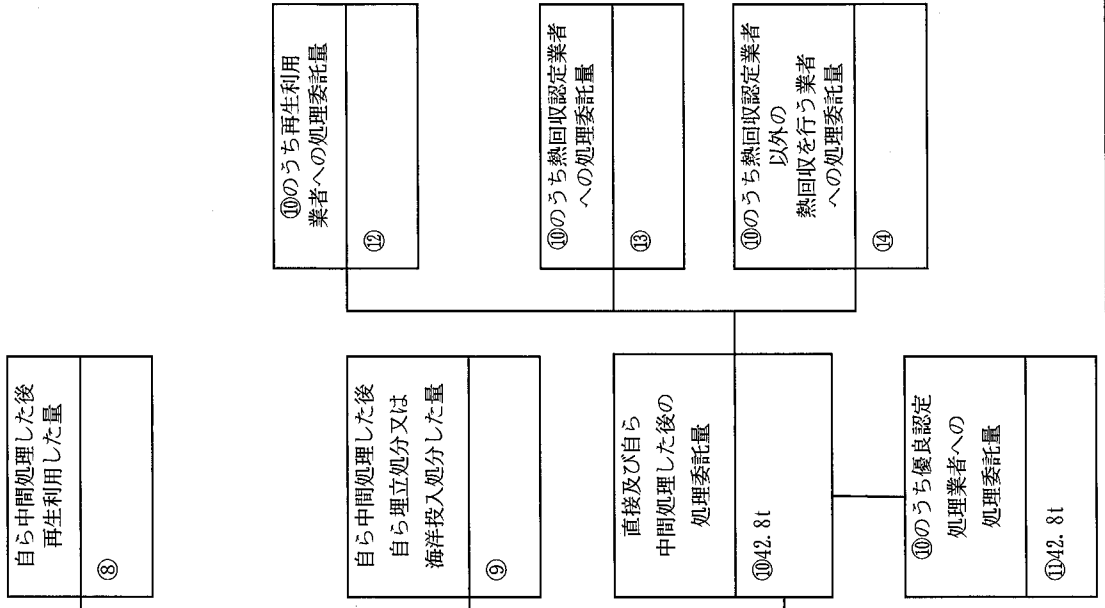 自ら中間処理した後
再生利用した量
⑧
自ら中間処理した後
自ら埋立処分又は
海洋投入処分した量
⑨
直接及び自ら
中間処理した後の
処理委託量
⑩42.8t
⑩のうち優良認定
処理業者への
処理委託量
⑪42.8t
⑩のうち再生利用
業者への処理委託量
⑫
⑩のうち熱回収認定業者
への処理委託量
⑬
⑩のうち熱回収認定業者
以外の
熱回収を行う業者
への処理委託量
⑭